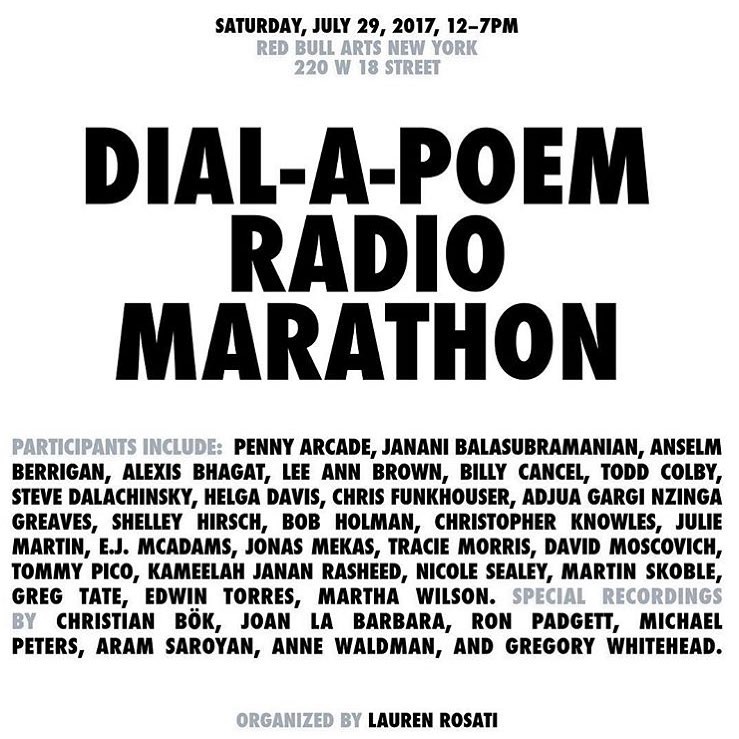 SATURDAY, JULY 29, 2017, 12–7PM
RED BULL ARTS NEW YORK
220 W 18 STREET
DIAL-A-POEM
RADIO
MARATHON
PARTICIPANTS INCLUDE: PENNY ARCADE, JANANI BALASUBRAMANIAN, ANSELM
BERRIGAN, ALEXIS BHAGAT, LEE ANN BROWN, BILLY CANCEL, TODD COLBY,
STEVE DALACHINSKY, HELGA DAVIS, CHRIS FUNKHOUSER, ADJUA GARGI NZINGA
GREAVES, SHELLEY HIRSCH, BOB HOLMAN, CHRISTOPHER KNOWLES, JULIE
MARTIN, E.J. MCADAMS, JONAS MEKAS, TRACIE MORRIS, DAVID MOSCOVICH,
TOMMY PICO, KAMEELAH JANAN RASHEED, NICOLE SEALEY, MARTIN SKOBLE,
GREG TATE, EDWIN TORRES, MARTHA WILSON. SPECIAL RECORDINGS
BY CHRISTIAN BÖK, JOAN LA BARBARA, RON PADGETT, MICHAEL
PETERS, ARAM SAROYAN, ANNE WALDMAN, AND GREGORY WHITEHEAD.
ORGANIZED BY LAUREN ROSATI